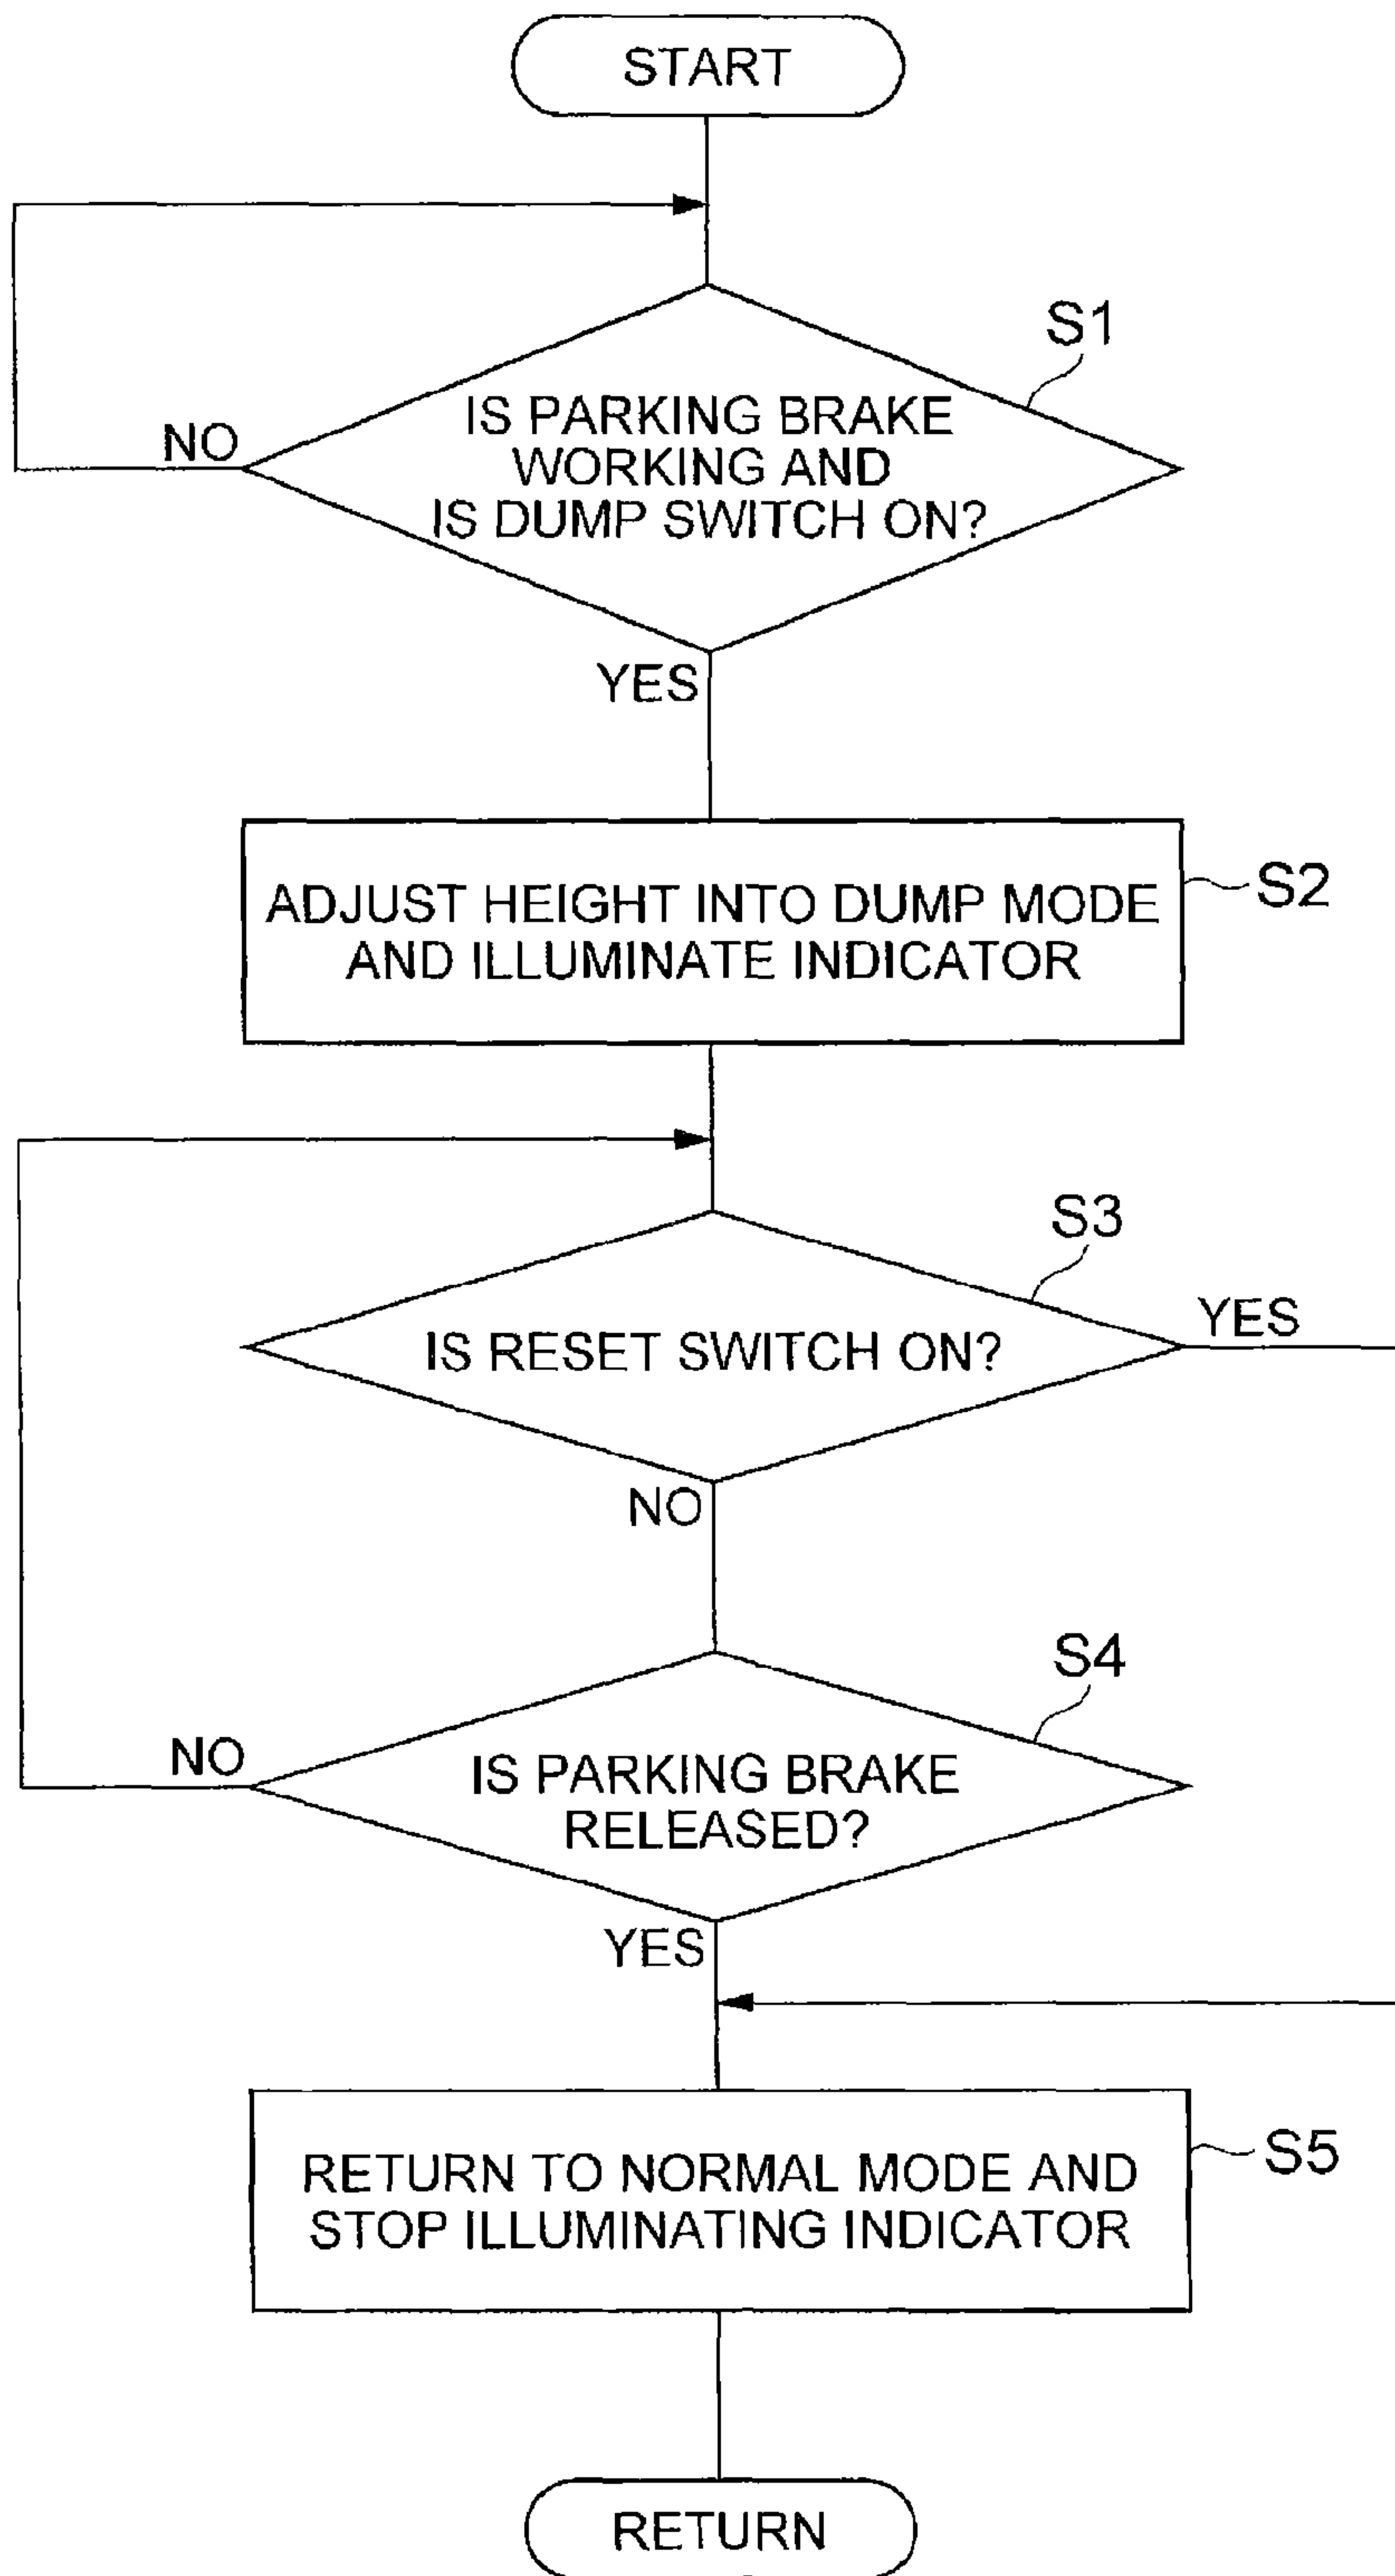 START
S1
IS PARKING BRAKE
WORKING AND
IS DUMP SWITCH ON?
NO
YES
S2
ADJUST HEIGHT INTO DUMP MODE
AND ILLUMINATE INDICATOR
S3
IS RESET SWITCH ON?
YES
NO
S4
IS PARKING BRAKE
RELEASED?
NO
YES
S5
RETURN TO NORMAL MODE AND
STOP ILLUMINATING INDICATOR
RETURN